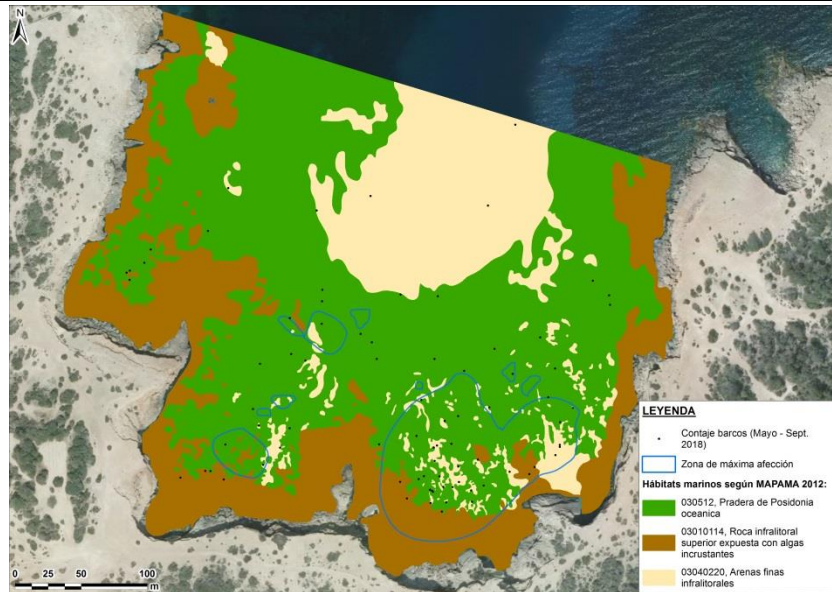 N
LEYENDA
Contaje barcos (Mayo - Sept.
2018)
Zona de máxima afección
Hábitats marinos según MAPAMA 2012:
030512, Pradera de Posidonia
oceanica
03010114, Roca infralitoral
superior expuesta con algas
incrustantes
03040220, Arenas finas
infralitorales
0 25 50 100
m